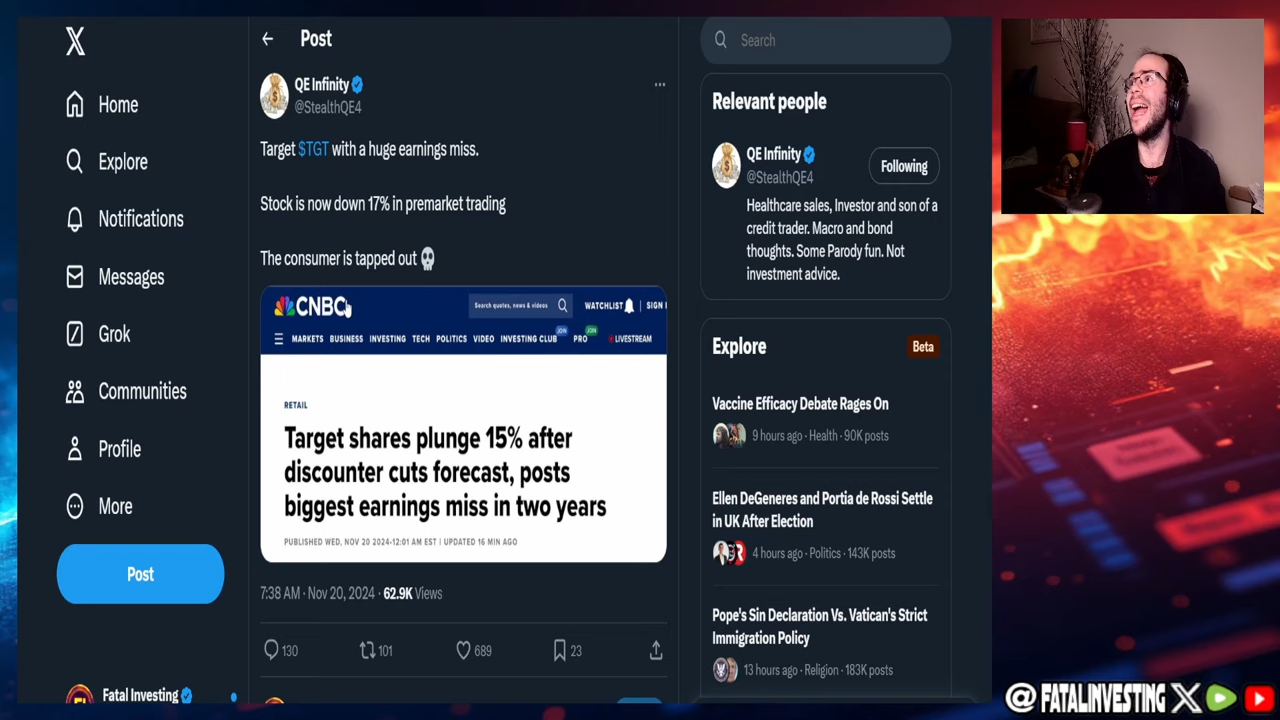 Home
Explore
Notifications
Messages
Grok
Communities
Profile
More
Post
Fatal Investing
Post
QE Infinity
@StealthQE4
Target $TGT with a huge earnings miss.
Stock is now down 17% in premarket trading
The consumer is tapped out
CNBC
Search quotes, news & videos
WATCHLIST
SIGN
MARKETS BUSINESS INVESTING TECH POLITICS VIDEO INVESTING CLUB JOIN PRO JOIN LIVESTREAM
RETAIL
Target shares plunge 15% after
discounter cuts forecast, posts
biggest earnings miss in two years
PUBLISHED WED, NOV 20 2024•12:01 AM EST | UPDATED 16 MIN AGO
7:38 AM · Nov 20, 2024 · 62.9K Views
130 101 689 23
Search
Relevant people
QE Infinity
@StealthQE4
Following
Healthcare sales, Investor and son of a
credit trader. Macro and bond
thoughts. Some Parody fun. Not
investment advice.
Explore
Beta
Vaccine Efficacy Debate Rages On
9 hours ago · Health · 90K posts
Ellen DeGeneres and Portia de Rossi Settle
in UK After Election
4 hours ago · Politics · 143K posts
Pope's Sin Declaration Vs. Vatican's Strict
Immigration Policy
13 hours ago · Religion · 183K posts
@FATALINVESTING